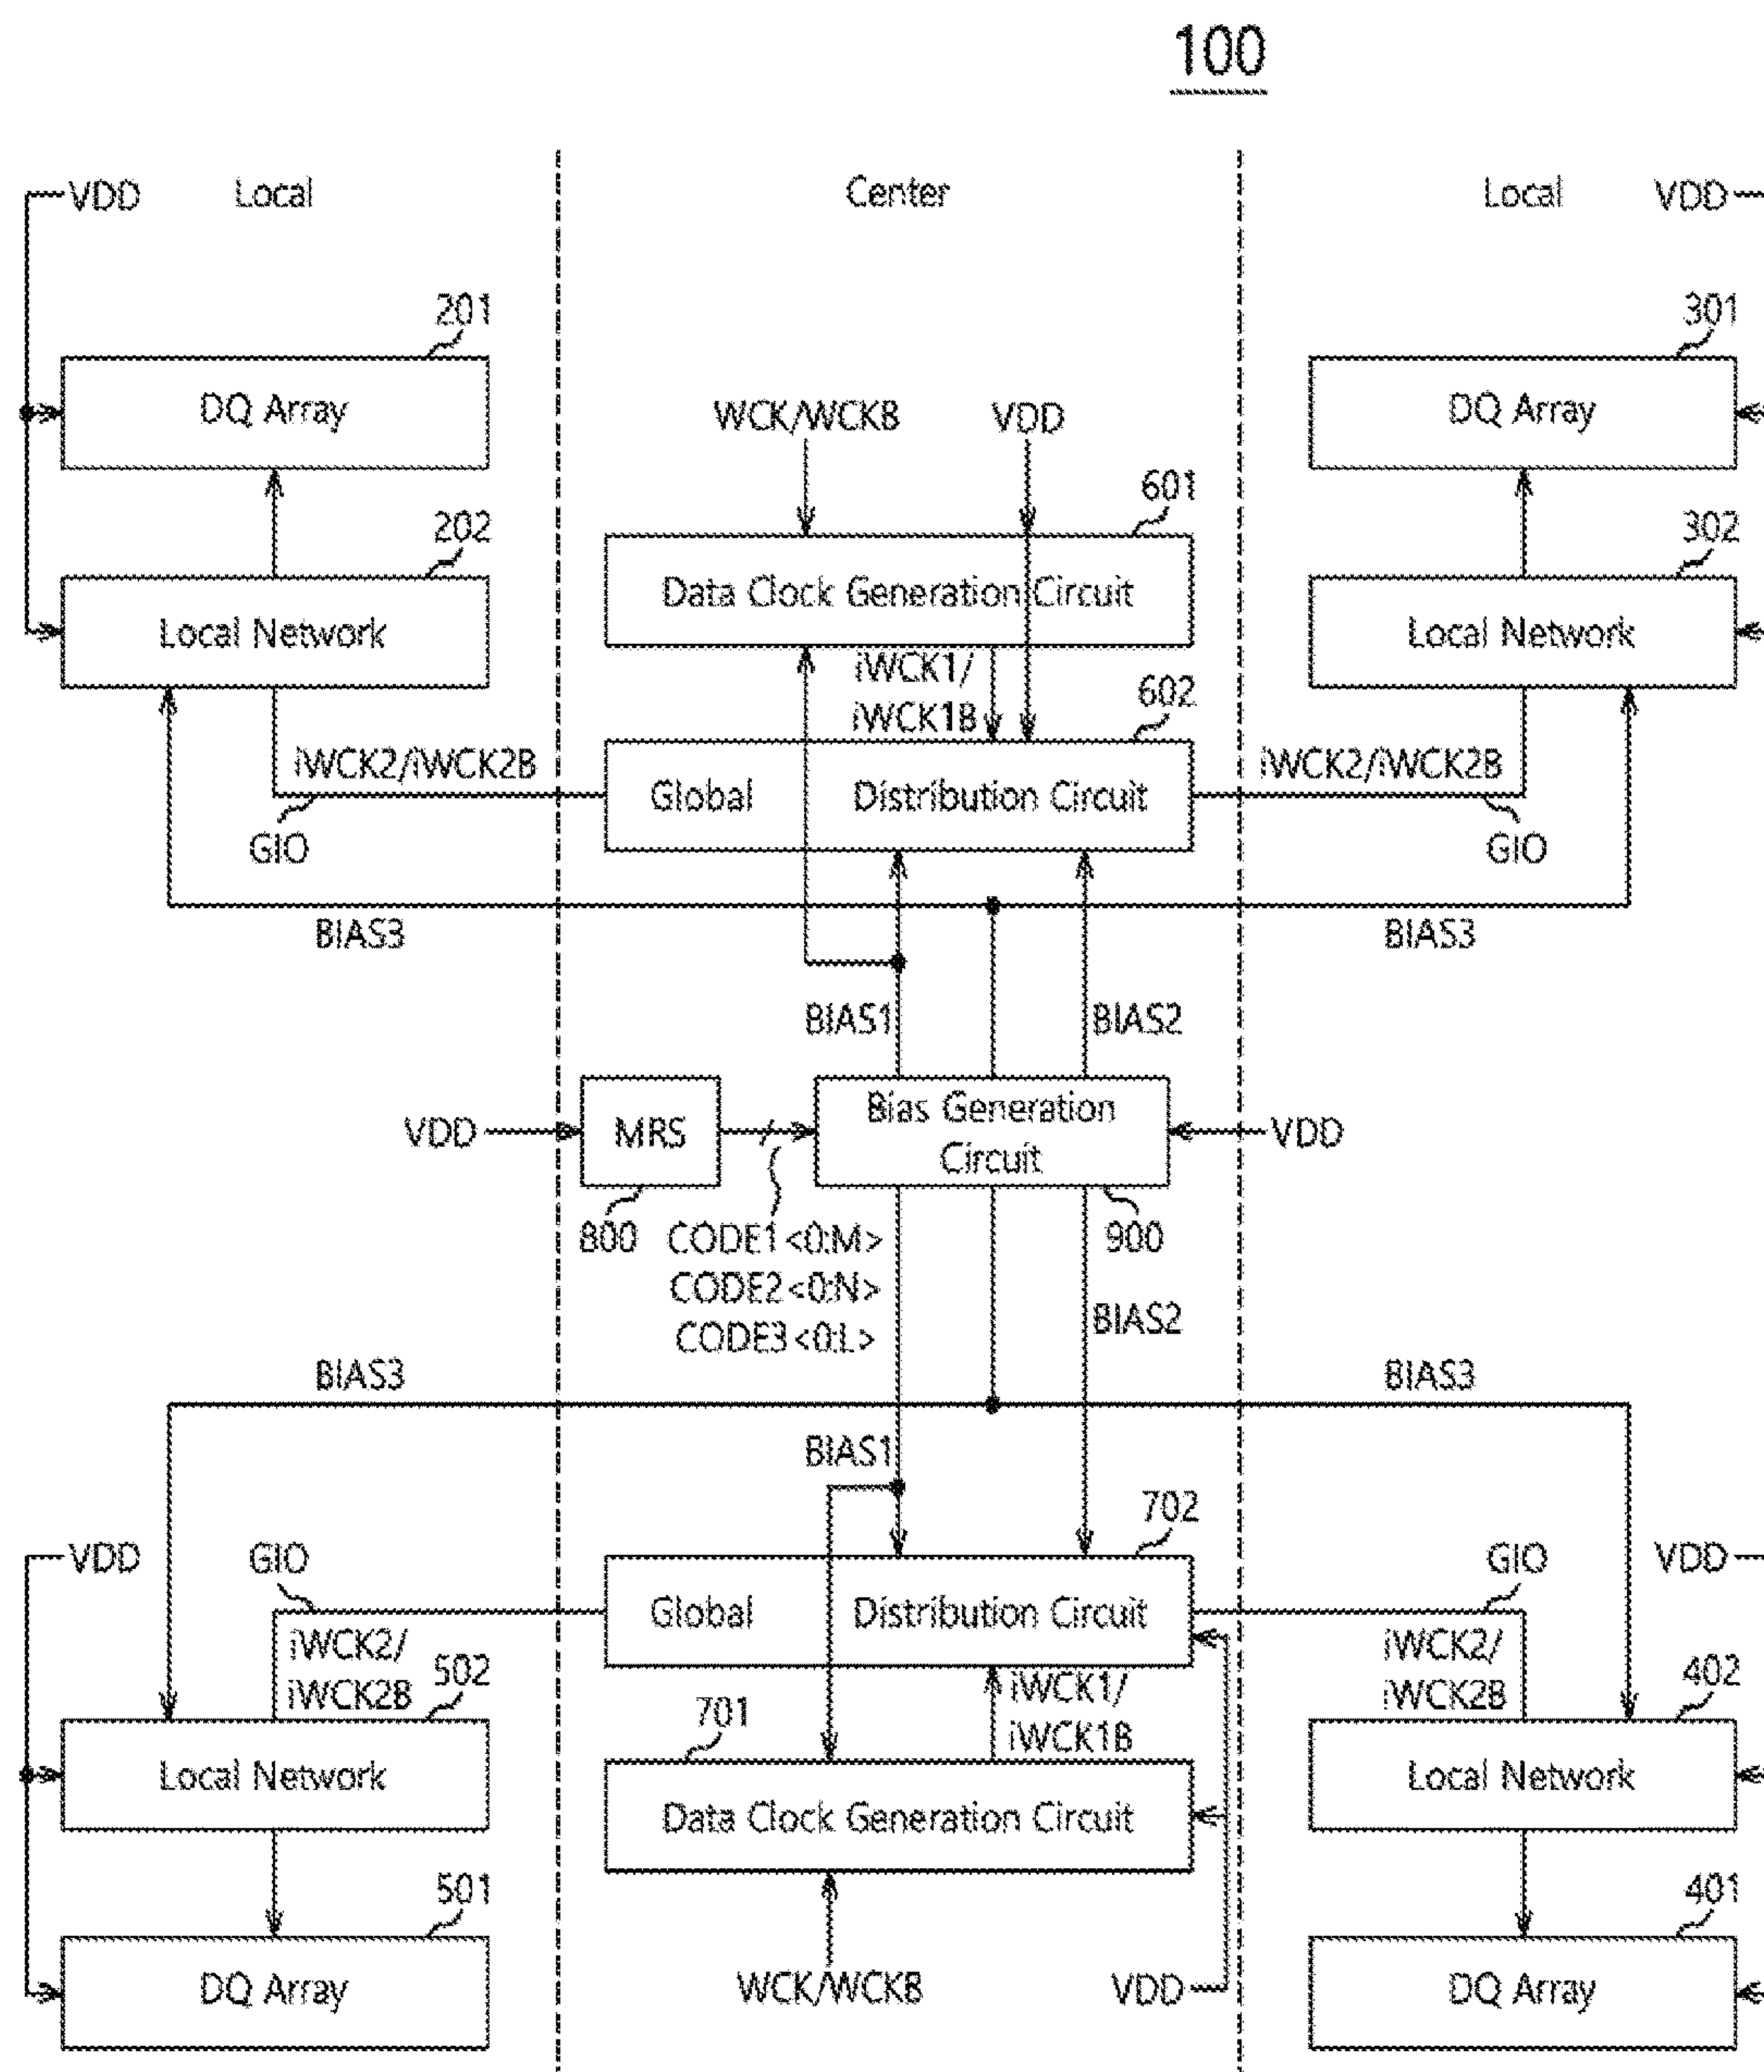 100
VDD Local Center Local VDD
201 301
DQ Array DQ Array
WCK/WCKB VDD
601
202 302
Data Clock Generation Circuit
Local Network Local Network
iWCK1/
iWCK1B
602
iWCK2/iWCK2B iWCK2/iWCK2B
Global Distribution Circuit
GIO GIO
BIAS3 BIAS3
BIAS1 BIAS2
VDD MRS Bias Generation
Circuit VDD
800 CODE1<0:M> 900
CODE2<0:N>
CODE3<0:L> BIAS2
BIAS3 BIAS3
BIAS1
702
VDD GIO GIO VDD
Global Distribution Circuit
iWCK2/
iWCK2B
iWCK2/
iWCK2B
502 402
iWCK1/
iWCK1B
701
Local Network Local Network
Data Clock Generation Circuit
501 401
DQ Array WCK/WCKB VDD DQ Array